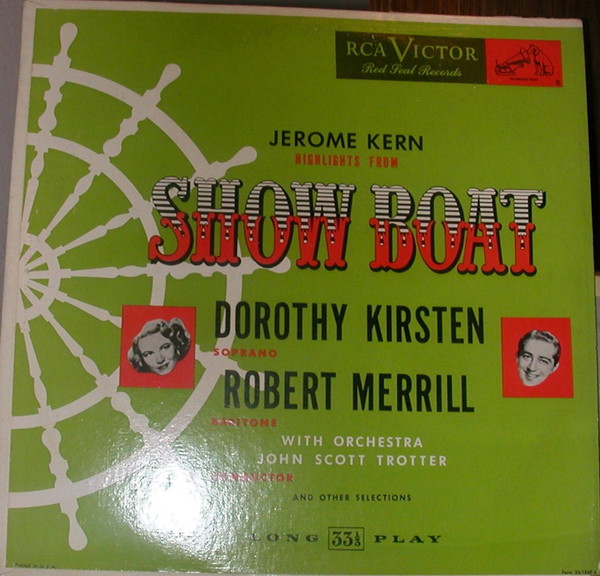 RCA VICTOR
Red Seal Records
JEROME KERN
HIGHLIGHTS FROM
SHOW BOAT
DOROTHY KIRSTEN
SOPRANO
ROBERT MERRILL
BARITONE
WITH ORCHESTRA
JOHN SCOTT TROTTER
CONDUCTOR
AND OTHER SELECTIONS
LONG 33⅓ PLAY